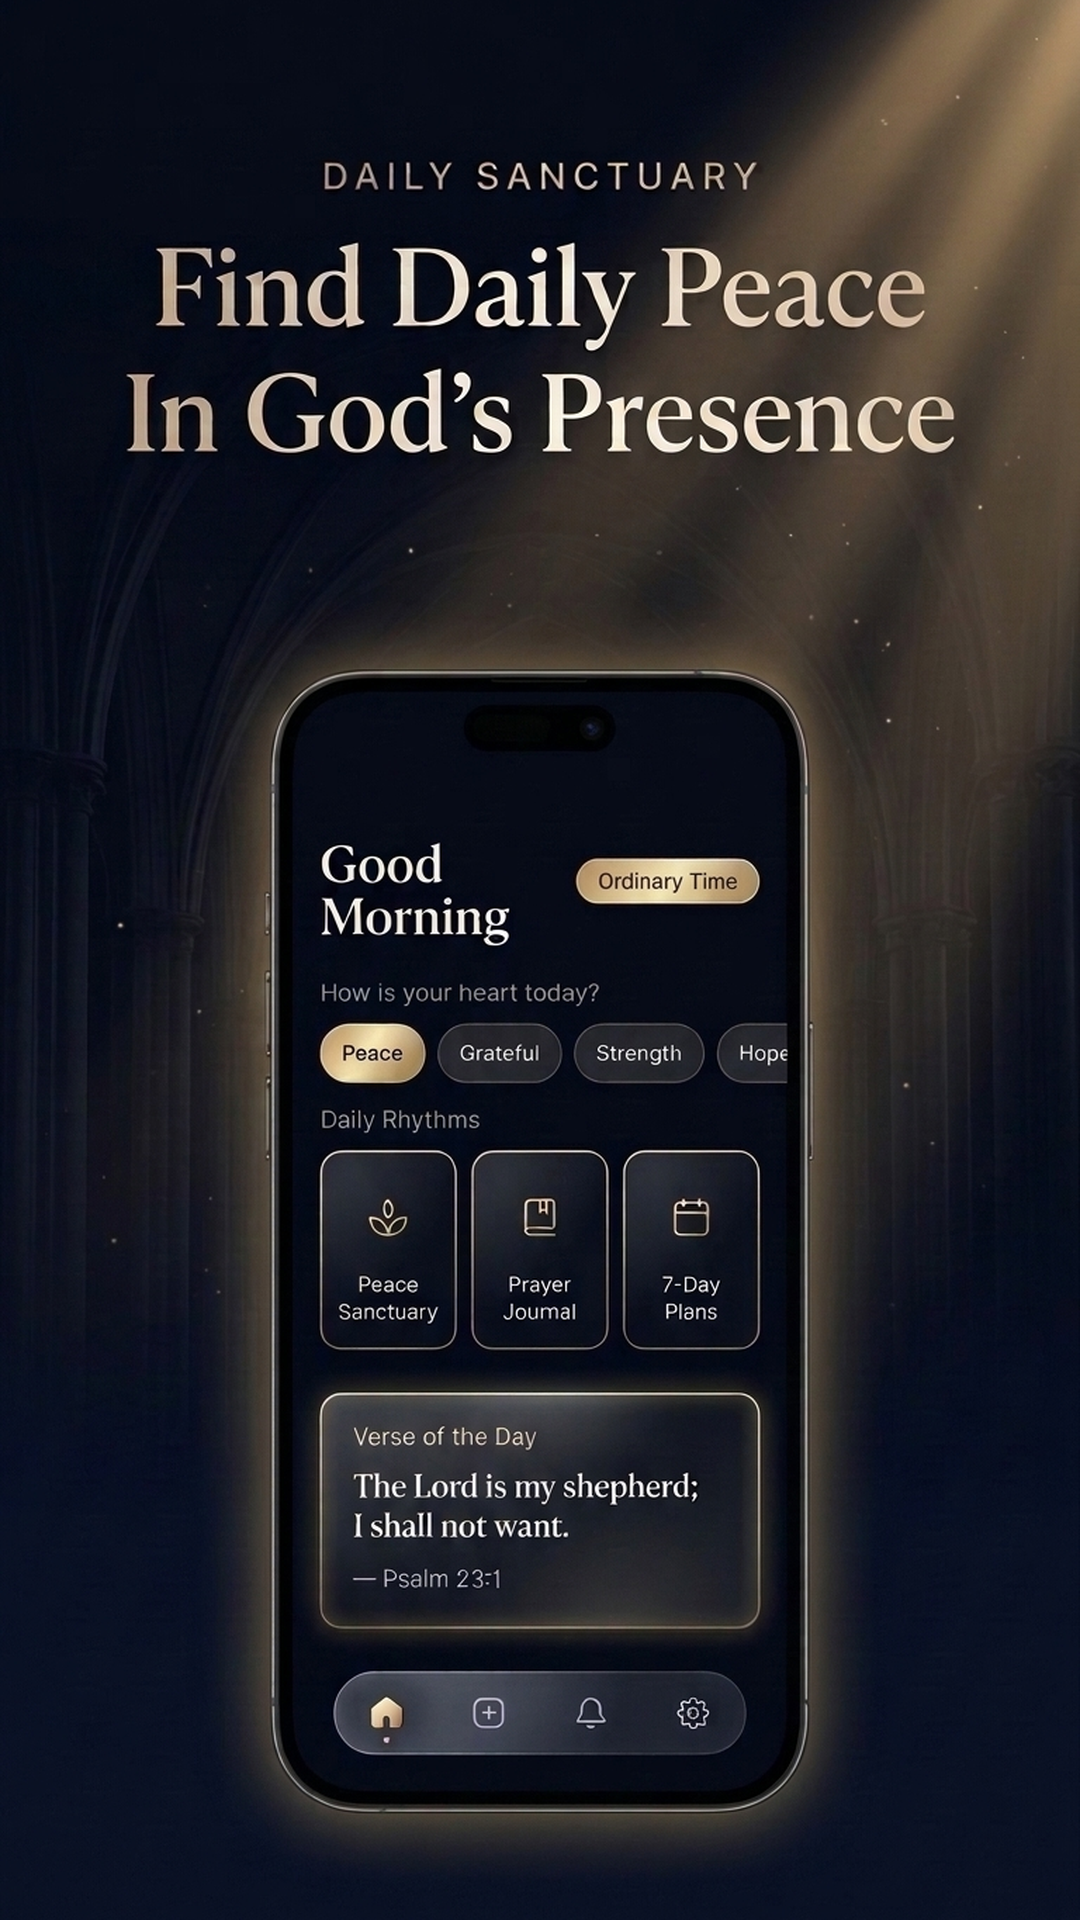 DAILY SANCTUARY
Find Daily Peace
In God's Presence
Good
Morning
Ordinary Time
How is your heart today?
Peace
Grateful
Strength
Hope
Daily Rhythms
Peace
Sanctuary
Prayer
Journal
7-Day
Plans
Verse of the Day
The Lord is my shepherd;
I shall not want.
— Psalm 23:1